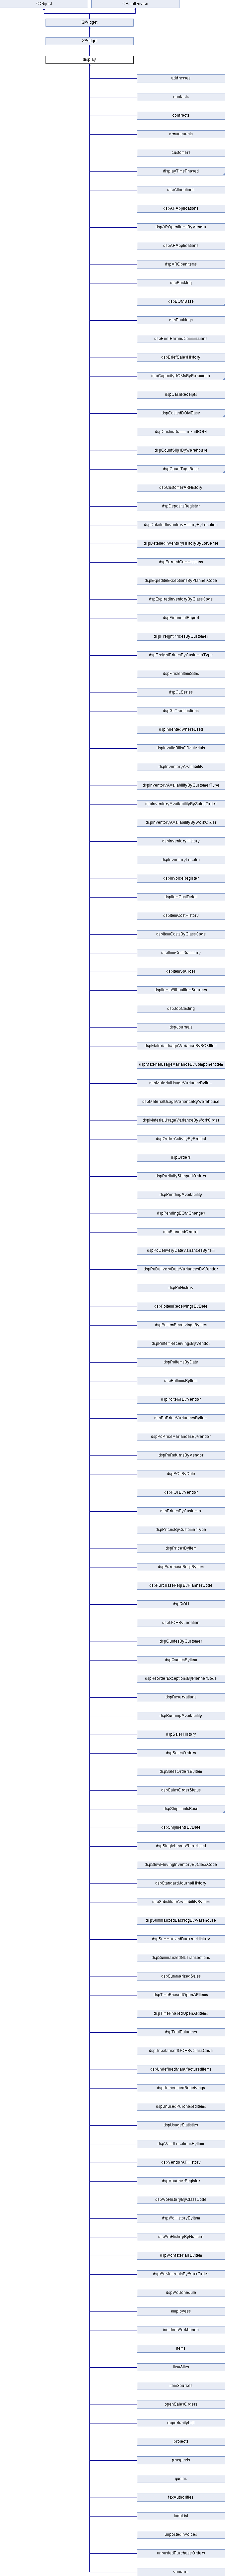 QObject
QPaintDevice
QWidget
XWidget
display
addresses
contacts
contracts
crmaccounts
customers
displayTimePhased
dspAllocations
dspAPApplications
dspAPOpenItemsByVendor
dspARApplications
dspAROpenItems
dspBacklog
dspBOMBase
dspBookings
dspBriefEarnedCommissions
dspBriefSalesHistory
dspCapacityUOMsByParameter
dspCashReceipts
dspCostedBOMBase
dspCostedSummarizedBOM
dspCountSlipsByWarehouse
dspCountTagsBase
dspCustomerARHistory
dspDepositsRegister
dspDetailedInventoryHistoryByLocation
dspDetailedInventoryHistoryByLotSerial
dspEarnedCommissions
dspExpediteExceptionsByPlannerCode
dspExpiredInventoryByClassCode
dspFinancialReport
dspFreightPricesByCustomer
dspFreightPricesByCustomerType
dspFrozenItemSites
dspGLSeries
dspGLTransactions
dspIndentedWhereUsed
dspInvalidBillsOfMaterials
dspInventoryAvailability
dspInventoryAvailabilityByCustomerType
dspInventoryAvailabilityBySalesOrder
dspInventoryAvailabilityByWorkOrder
dspInventoryHistory
dspInventoryLocator
dspInvoiceRegister
dspItemCostDetail
dspItemCostHistory
dspItemCostsByClassCode
dspItemCostSummary
dspItemSources
dspItemsWithoutItemSources
dspJobCosting
dspJournals
dspMaterialUsageVarianceByBOMItem
dspMaterialUsageVarianceByComponentItem
dspMaterialUsageVarianceByItem
dspMaterialUsageVarianceByWarehouse
dspMaterialUsageVarianceByWorkOrder
dspOrderActivityByProject
dspOrders
dspPartiallyShippedOrders
dspPendingAvailability
dspPendingBOMChanges
dspPlannedOrders
dspPoDeliveryDateVariancesByItem
dspPoDeliveryDateVariancesByVendor
dspPoHistory
dspPoItemReceivingsByDate
dspPoItemReceivingsByItem
dspPoItemReceivingsByVendor
dspPoItemsByDate
dspPoItemsByItem
dspPoItemsByVendor
dspPoPriceVariancesByItem
dspPoPriceVariancesByVendor
dspPoReturnsByVendor
dspPOsByDate
dspPOsByVendor
dspPricesByCustomer
dspPricesByCustomerType
dspPricesByItem
dspPurchaseReqsByItem
dspPurchaseReqsByPlannerCode
dspQOH
dspQOHByLocation
dspQuotesByCustomer
dspQuotesByItem
dspReorderExceptionsByPlannerCode
dspReservations
dspRunningAvailability
dspSalesHistory
dspSalesOrders
dspSalesOrdersByItem
dspSalesOrderStatus
dspShipmentsBase
dspShipmentsByDate
dspSingleLevelWhereUsed
dspSlowMovingInventoryByClassCode
dspStandardJournalHistory
dspSubstituteAvailabilityByItem
dspSummarizedBacklogByWarehouse
dspSummarizedBankrecHistory
dspSummarizedGLTransactions
dspSummarizedSales
dspTimePhasedOpenAPItems
dspTimePhasedOpenARItems
dspTrialBalances
dspUnbalancedQOHByClassCode
dspUndefinedManufacturedItems
dspUninvoicedReceivings
dspUnusedPurchasedItems
dspUsageStatistics
dspValidLocationsByItem
dspVendorAPHistory
dspVoucherRegister
dspWoHistoryByClassCode
dspWoHistoryByItem
dspWoHistoryByNumber
dspWoMaterialsByItem
dspWoMaterialsByWorkOrder
dspWoSchedule
employees
incidentWorkbench
items
itemSites
itemSources
openSalesOrders
opportunityList
projects
prospects
quotes
taxAuthorities
todoList
unpostedInvoices
unpostedPurchaseOrders
vendors